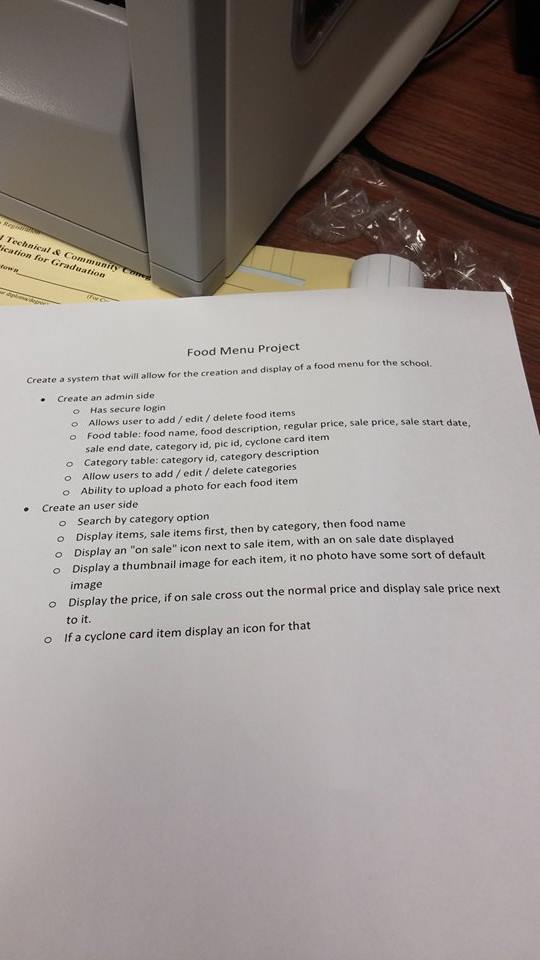 Registration
Technical & Community
for Graduation
town
(For
Food Menu Project
Create a system that will allow for the creation and display of a food menu for the school.
• Create an admin side
o Has secure login
o Allows user to add / edit / delete food items
o Food table: food name, food description, regular price, sale price, sale start date,
sale end date, category id, pic id, cyclone card item
o Category table: category id, category description
o Allow users to add / edit / delete categories
o Ability to upload a photo for each food item
• Create an user side
o Search by category option
o Display items, sale items first, then by category, then food name
o Display an "on sale" icon next to sale item, with an on sale date displayed
o Display a thumbnail image for each item, it no photo have some sort of default
image
o Display the price, if on sale cross out the normal price and display sale price next
to it.
o If a cyclone card item display an icon for that